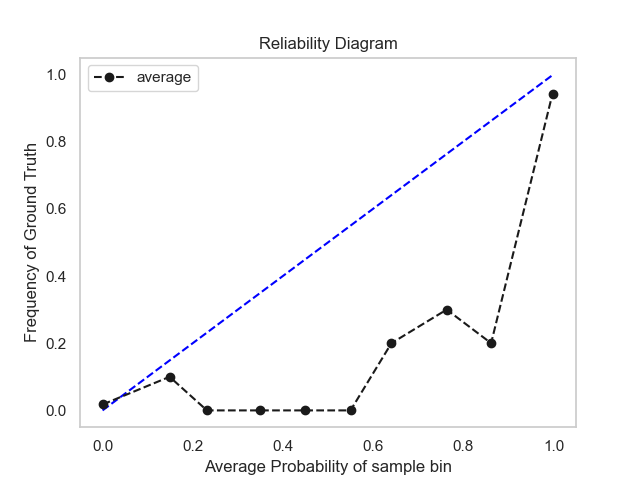 Reliability Diagram
average
Frequency of Ground Truth
1.0
0.8
0.6
0.4
0.2
0.0
0.0 0.2 0.4 0.6 0.8 1.0
Average Probability of sample bin